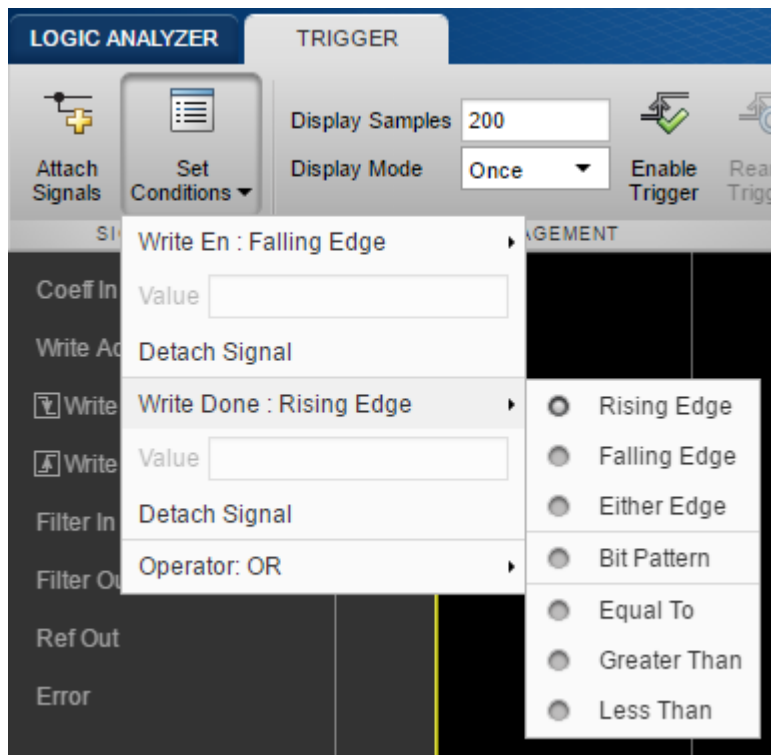 LOGIC ANALYZER
TRIGGER
Attach
Signals
Set
Conditions
Display Samples 200
Display Mode Once
Enable
Trigger
Rea
Trigg
SI
AGEMENT
Write En : Falling Edge
Value
Detach Signal
Write Done : Rising Edge
Value
Detach Signal
Operator: OR
Rising Edge
Falling Edge
Either Edge
Bit Pattern
Equal To
Greater Than
Less Than
Coeff In
Write Ad
Write
Write
Filter In
Filter Ou
Ref Out
Error